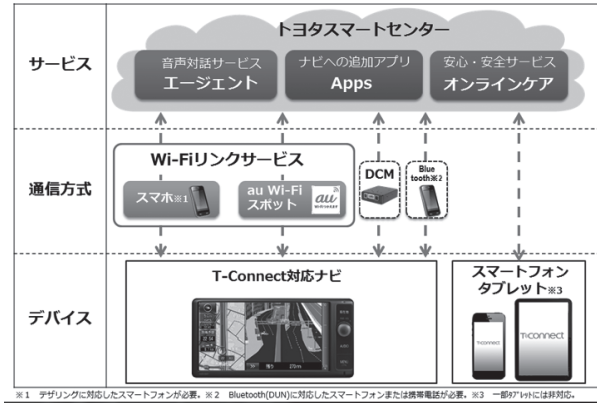 トヨタスマートセンター
サービス
音声対話サービス
エージェント
ナビへの追加アプリ
Apps
安心・安全サービス
オンラインケア
通信方式
Wi-Fiリンクサービス
スマホ※1
au Wi-Fi
スポット
au
DCM
Blue
tooth※2
デバイス
T-Connect対応ナビ
スマートフォン
タブレット※3
T-Connect
T-Connect
※1 テザリングに対応したスマートフォンが必要。※2 Bluetooth(DUN)に対応したスマートフォンまたは携帯電話が必要。※3 一部タブレットには非対応。